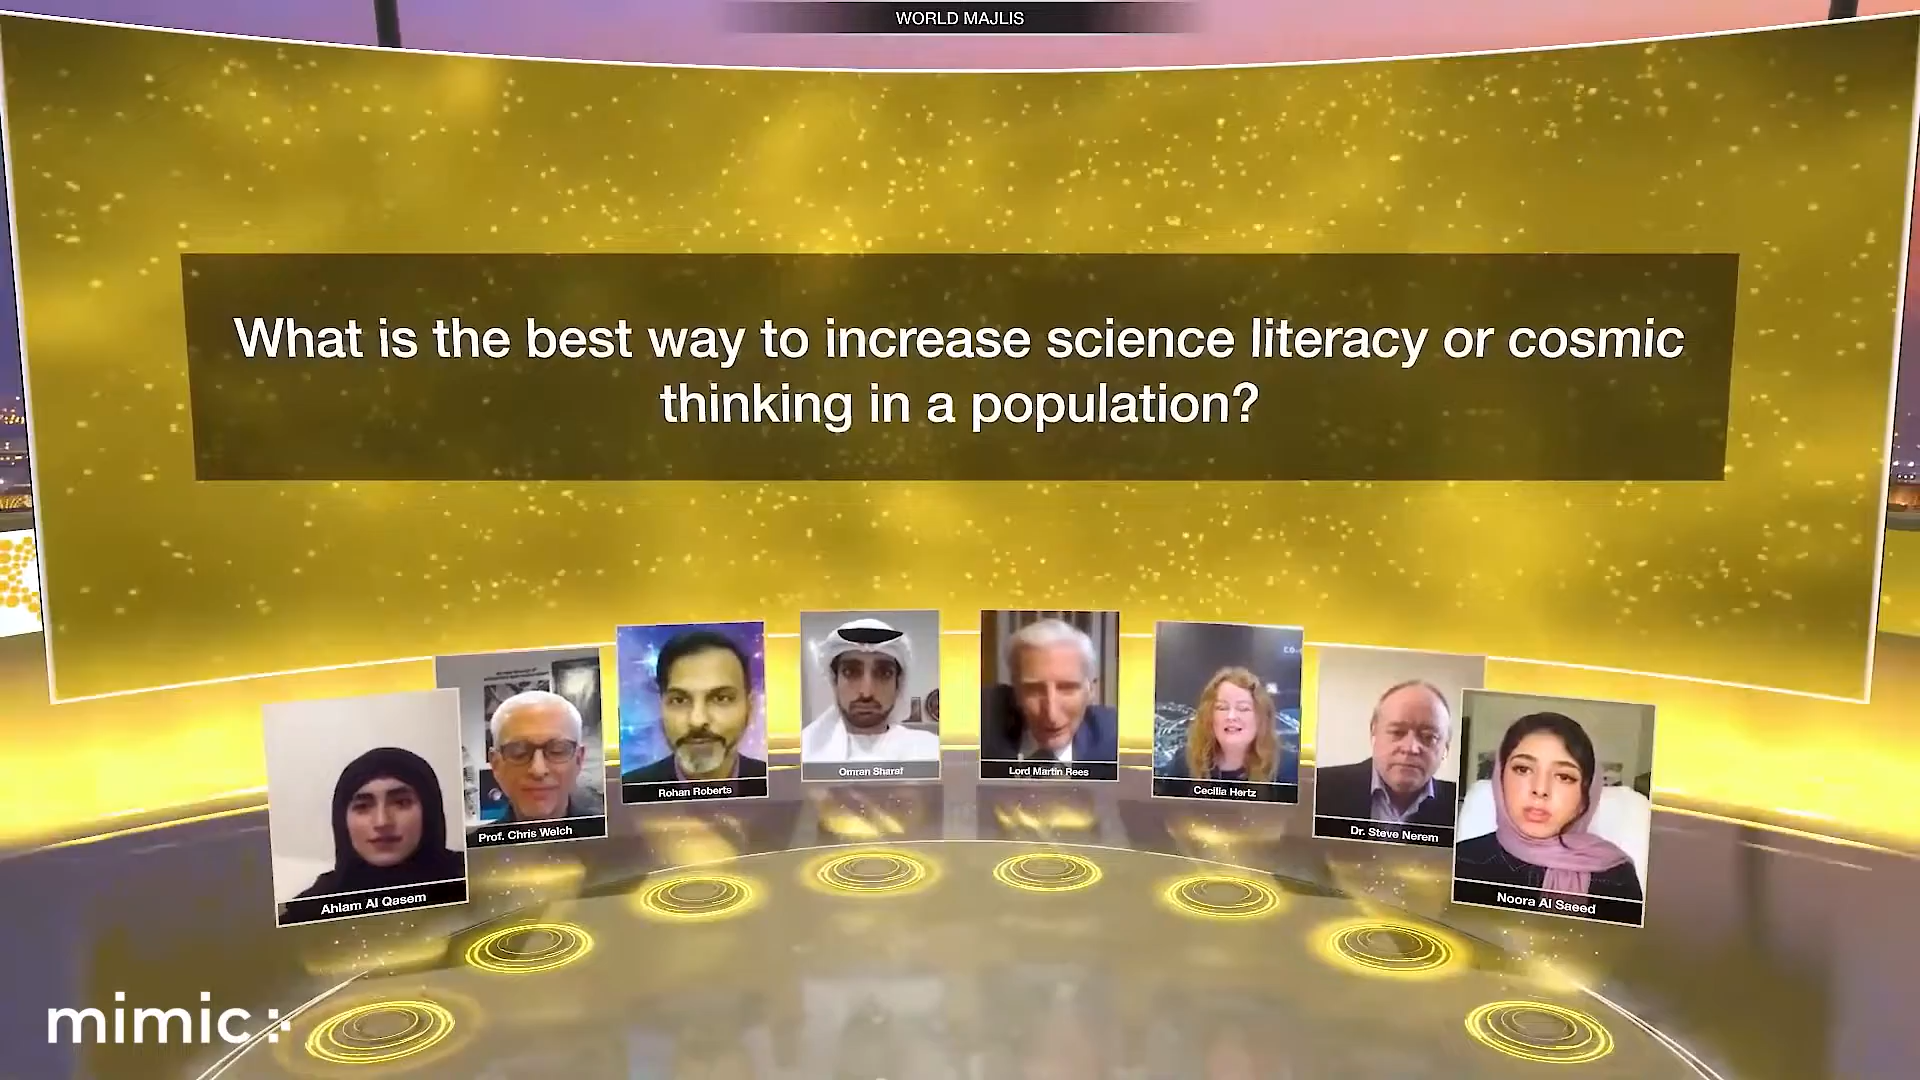 WORLD MAJLIS
What is the best way to increase science literacy or cosmic
thinking in a population?
Ahlam Al Qasem
Prof. Chris Welch
Rohan Roberts
Omran Sharaf
Lord Martin Rees
Cecilia Hertz
Dr. Steve Nerem
Noora Al Saeed
mimic